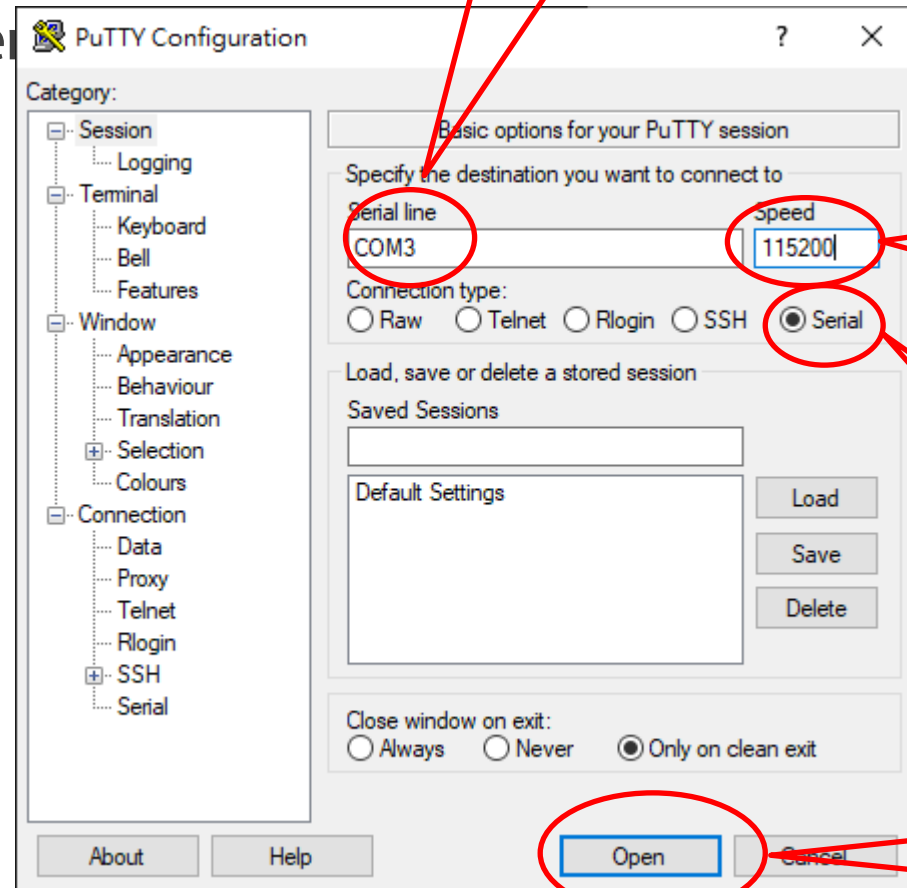 PuTTY Configuration
?
Category:
Session
Logging
Terminal
Keyboard
Bell
Features
Window
Appearance
Behaviour
Translation
Selection
Colours
Connection
Data
Proxy
Telnet
Rlogin
SSH
Serial
Basic options for your PuTTY session
Specify the destination you want to connect to
Serial line Speed
COM3 115200
Connection type:
Raw Telnet Rlogin SSH Serial
Load, save or delete a stored session
Saved Sessions
Default Settings
Load
Save
Delete
Close window on exit:
Always Never Only on clean exit
About Help Open Cancel